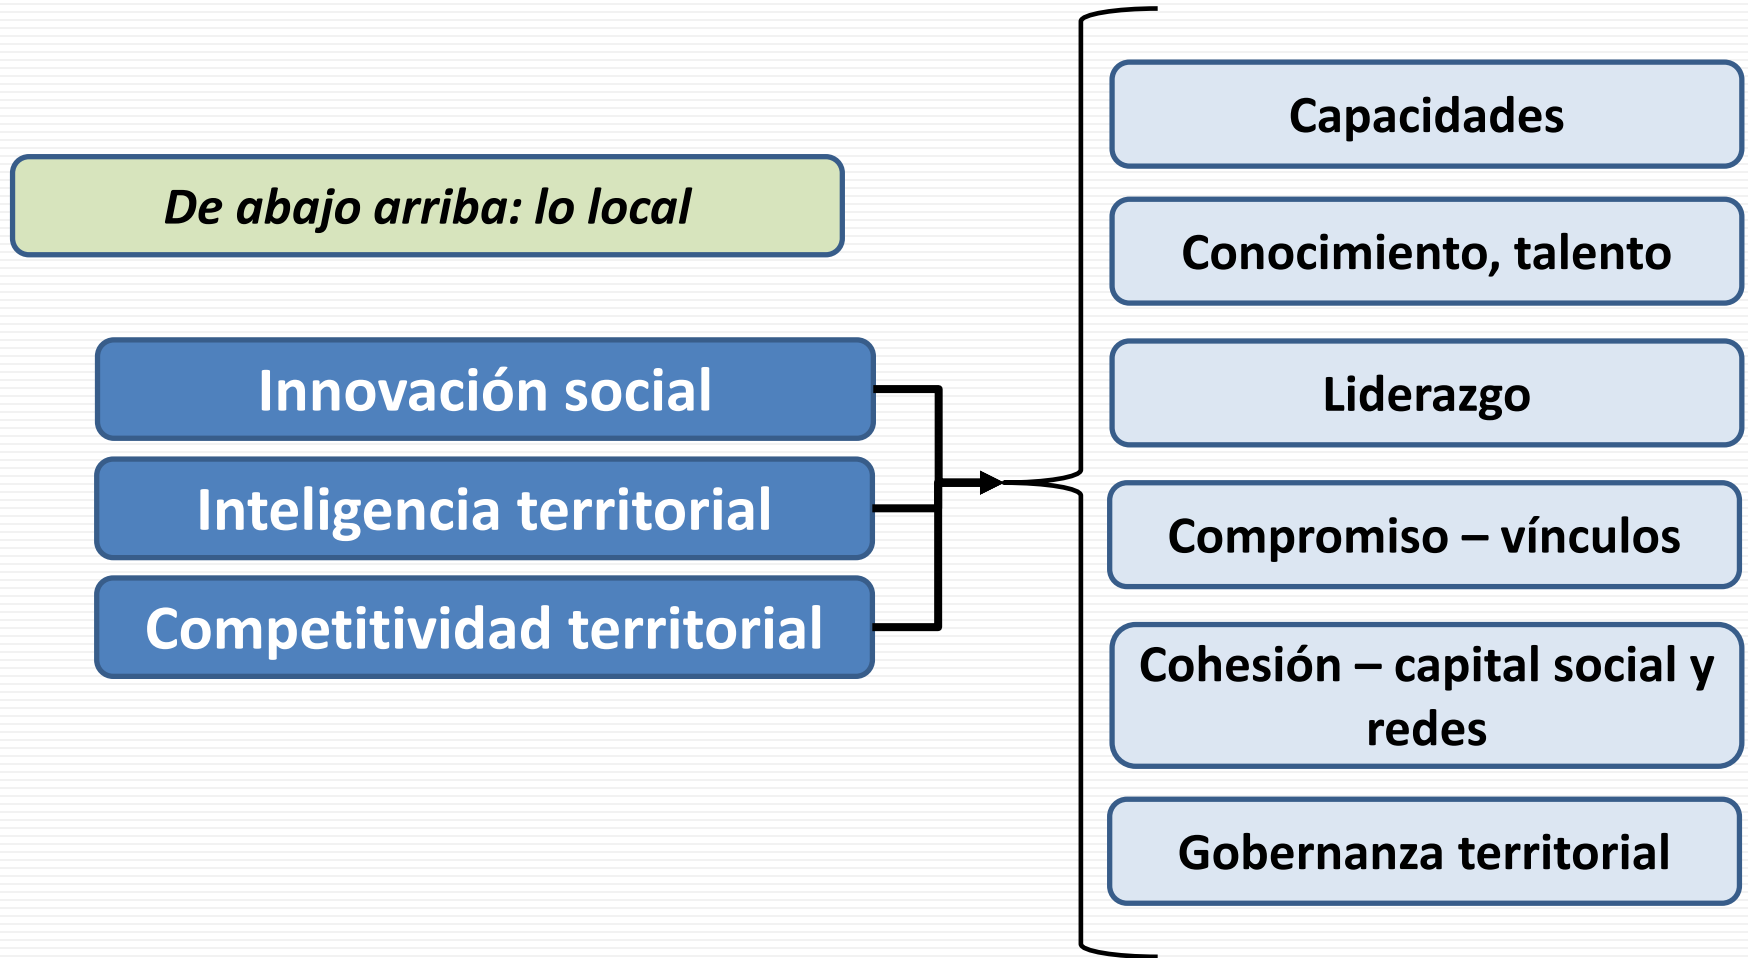 De abajo arriba: lo local
Innovación social
Inteligencia territorial
Competitividad territorial
Capacidades
Conocimiento, talento
Liderazgo
Compromiso – vínculos
Cohesión – capital social y
redes
Gobernanza territorial